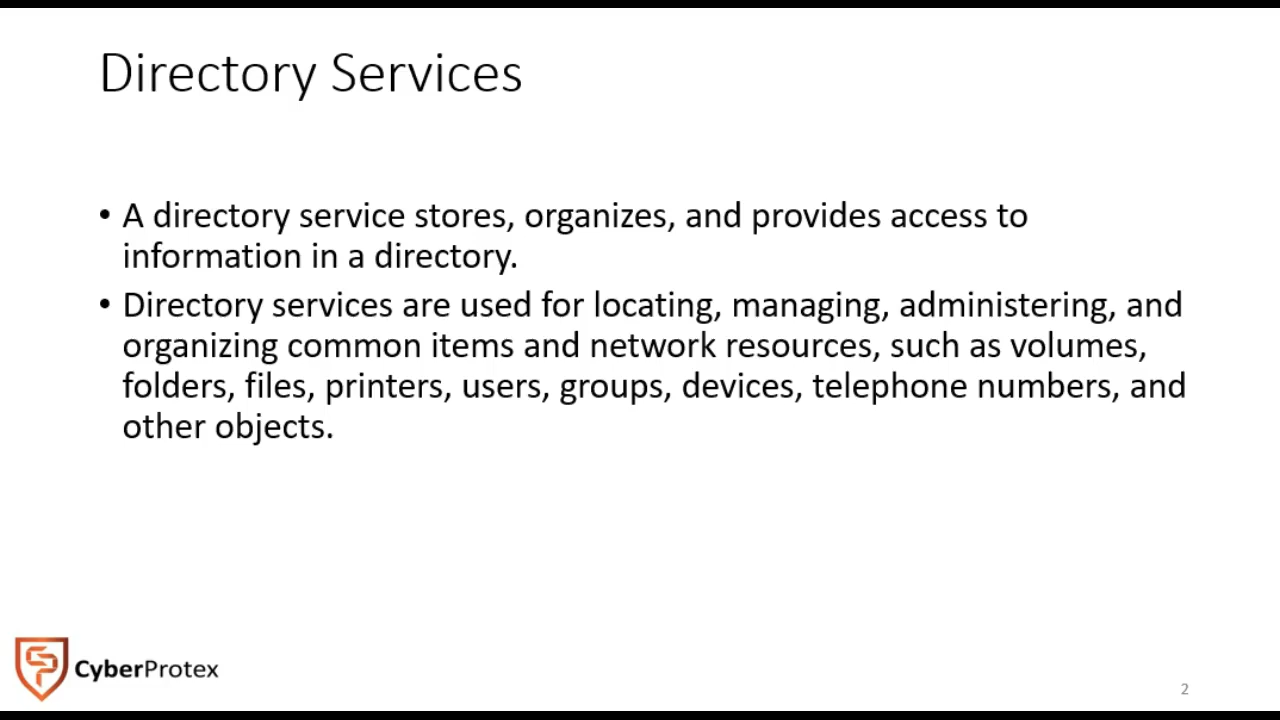 Directory Services
• A directory service stores, organizes, and provides access to
information in a directory.
• Directory services are used for locating, managing, administering, and
organizing common items and network resources, such as volumes,
folders, files, printers, users, groups, devices, telephone numbers, and
other objects.
CyberProtex
2